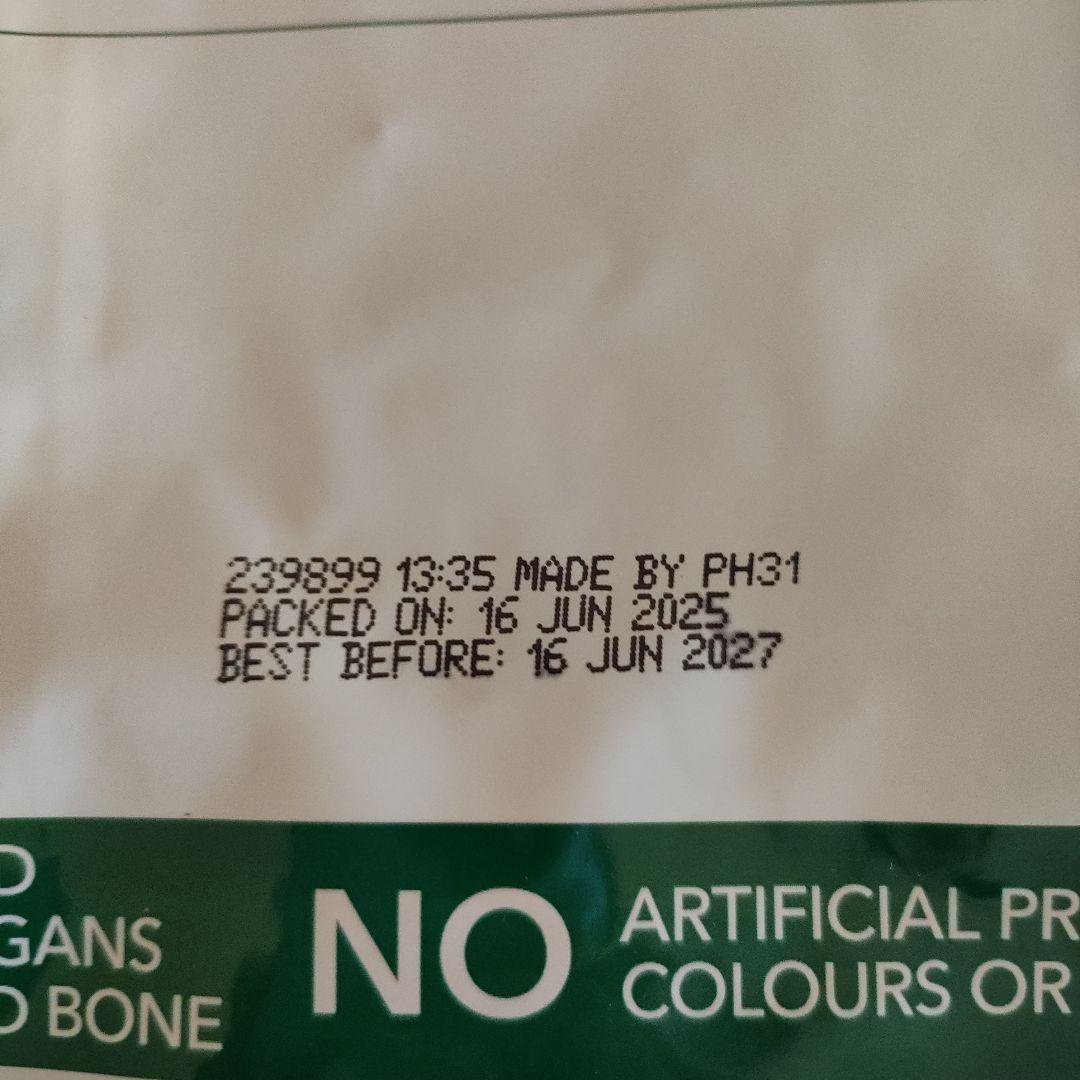 239899 13:35 MADE BY PH31
PACKED ON: 16 JUN 2025
BEST BEFORE: 16 JUN 2027
GANS
BONE
NO
ARTIFICIAL PR
COLOURS OR